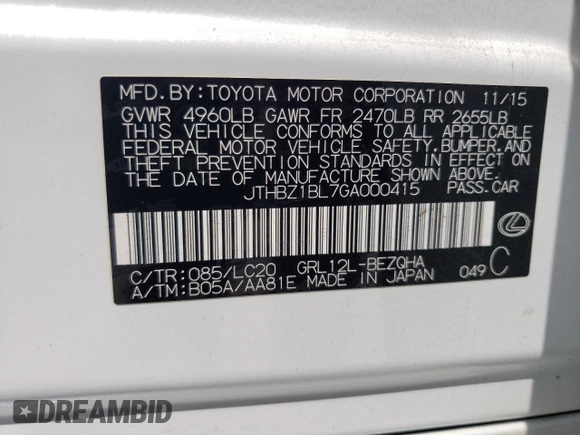 MFD. BY: TOYOTA MOTOR CORPORATION 11/15
GVWR 4960LB GAWR FR 2470LB RR 2655LB
THIS VEHICLE CONFORMS TO ALL APPLICABLE
FEDERAL MOTOR VEHICLE SAFETY, BUMPER, AND
THEFT PREVENTION STANDARDS IN EFFECT ON
THE DATE OF MANUFACTURE SHOWN ABOVE.
JTHBZ1BL7GA000415 PASS. CAR
C/TR: 085/LC20 GRL12L-BEZQHA 049 C
A/TM: B05A/AA81E MADE IN JAPAN
DREAMBID